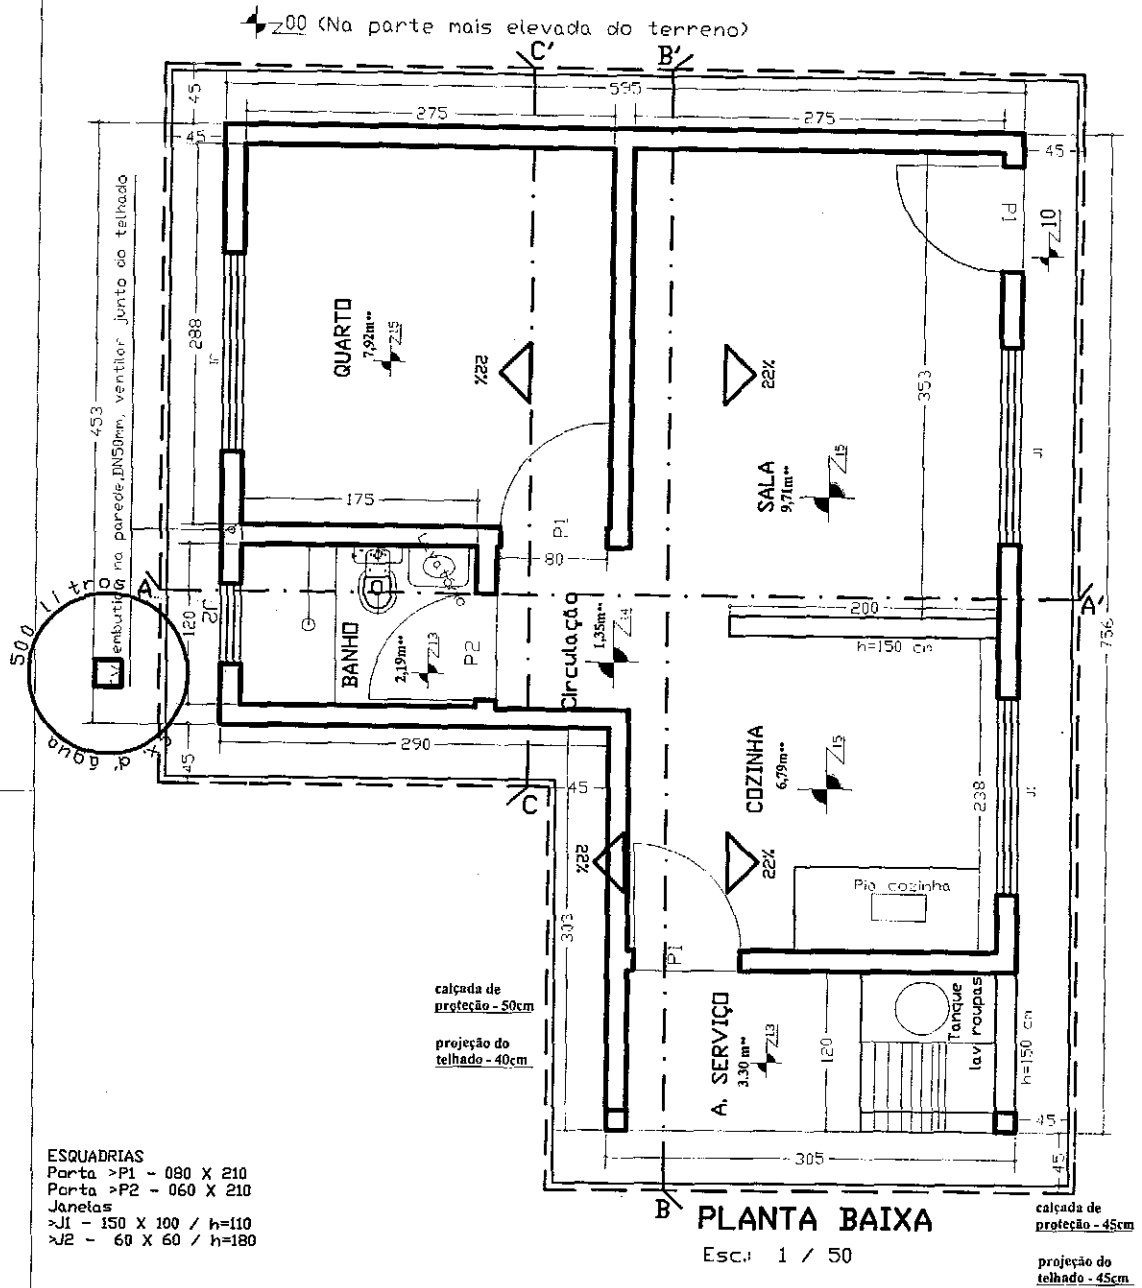 Z00 (Na parte mais elevada do terreno)
C'
B'
595
45
275
275
45
45
P1
Z10
embutido na parede,DN50mm, ventilar junto do telhado
QUARTO
7,92m²
Z15
288
453
J1
22%
22%
353
SALA
9,71m²
Z15
J1
175
P1
80
500 litros
A
A'
120
J2
BANHO
2,19m²
Z13
P2
Circulação
1,35m²
Z14
200
h=150 cm
756
cx. d' água
290
45
45
C
COZINHA
6,79m²
Z15
238
J1
22%
22%
Pia cozinha
303
P1
calçada de
proteção - 50cm
projeção do
telhado - 40cm
A. SERVIÇO
3.30 m²
Z13
120
Tanque
lav roupas
h=150 cm
45
305
45
ESQUADRIAS
Porta >P1 - 080 X 210
Porta >P2 - 060 X 210
Janelas
>J1 - 150 X 100 / h=110
>J2 - 60 X 60 / h=180
B
PLANTA BAIXA
Esc.: 1 / 50
calçada de
proteção - 45cm
projeção do
telhado - 45cm